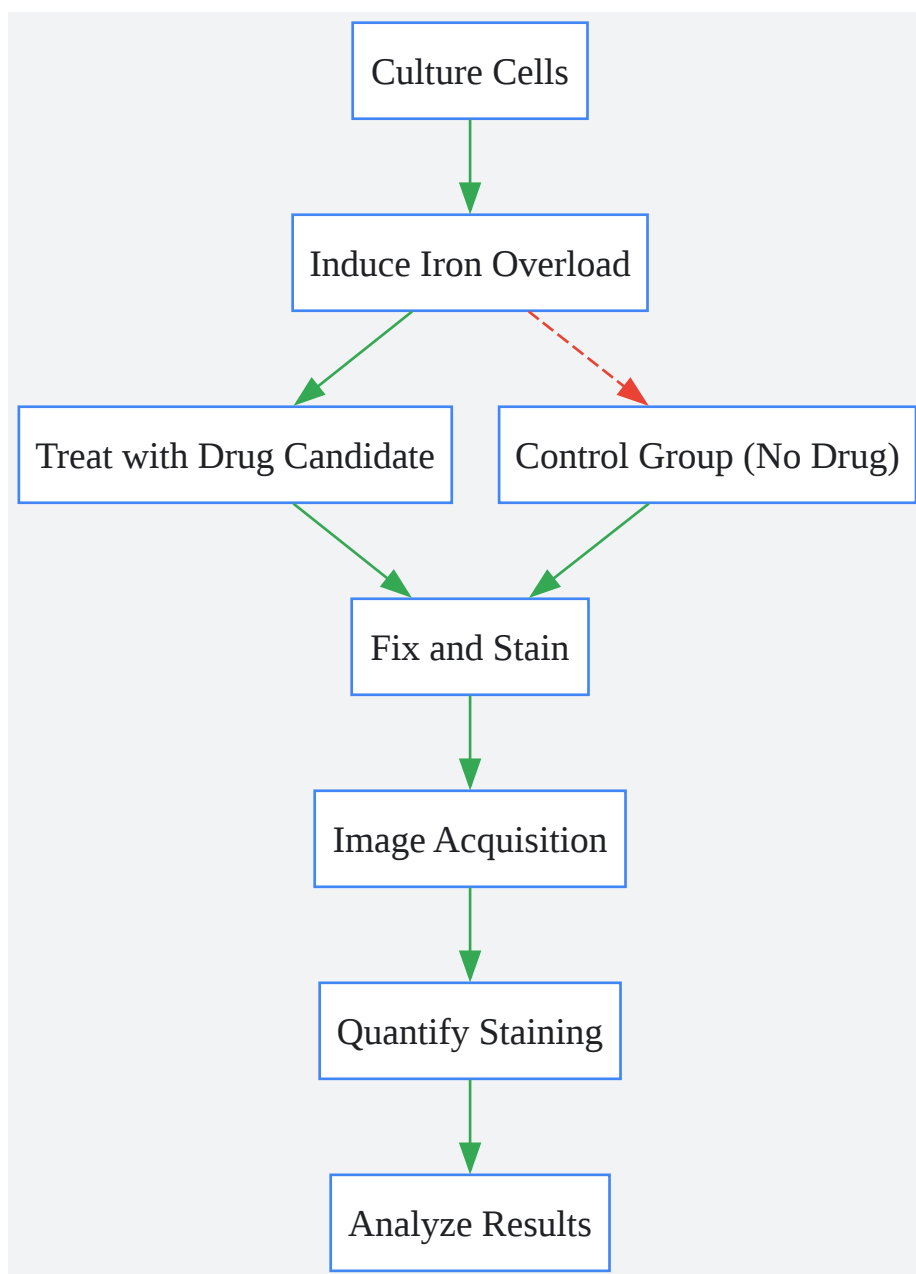 Culture Cells
Induce Iron Overload
Treat with Drug Candidate
Control Group (No Drug)
Fix and Stain
Image Acquisition
Quantify Staining
Analyze Results